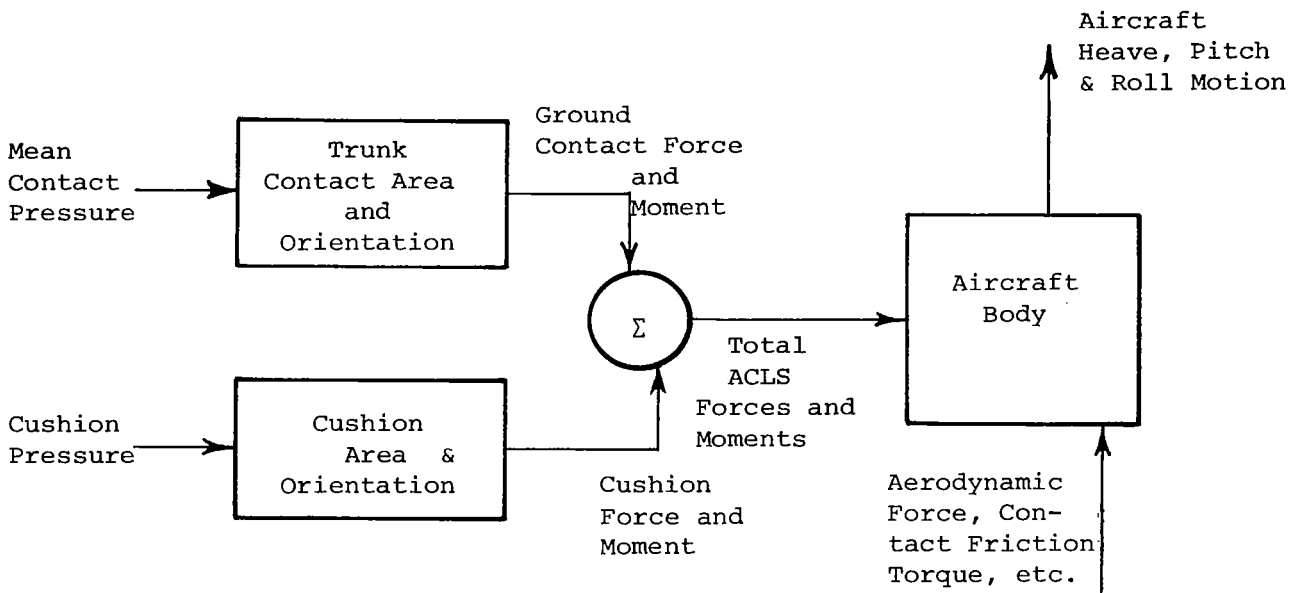 Aircraft
Heave, Pitch
& Roll Motion
Mean
Contact
Pressure
Trunk
Contact Area
and
Orientation
Ground
Contact Force
and
Moment
Σ
Aircraft
Body
Total
ACLS
Forces and
Moments
Cushion
Pressure
Cushion
Area &
Orientation
Cushion
Force and
Moment
Aerodynamic
Force, Con-
tact Friction
Torque, etc.